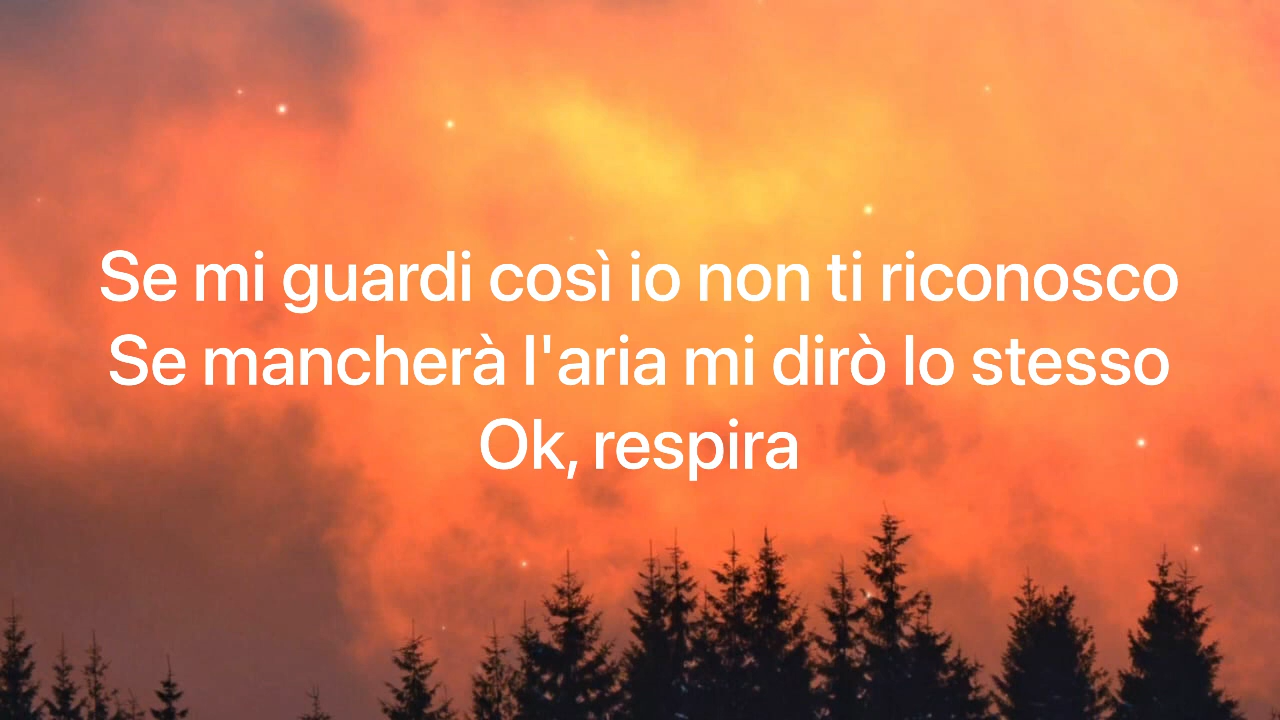 Se mi guardi così io non ti riconosco
Se mancherà l'aria mi dirò lo stesso
Ok, respira